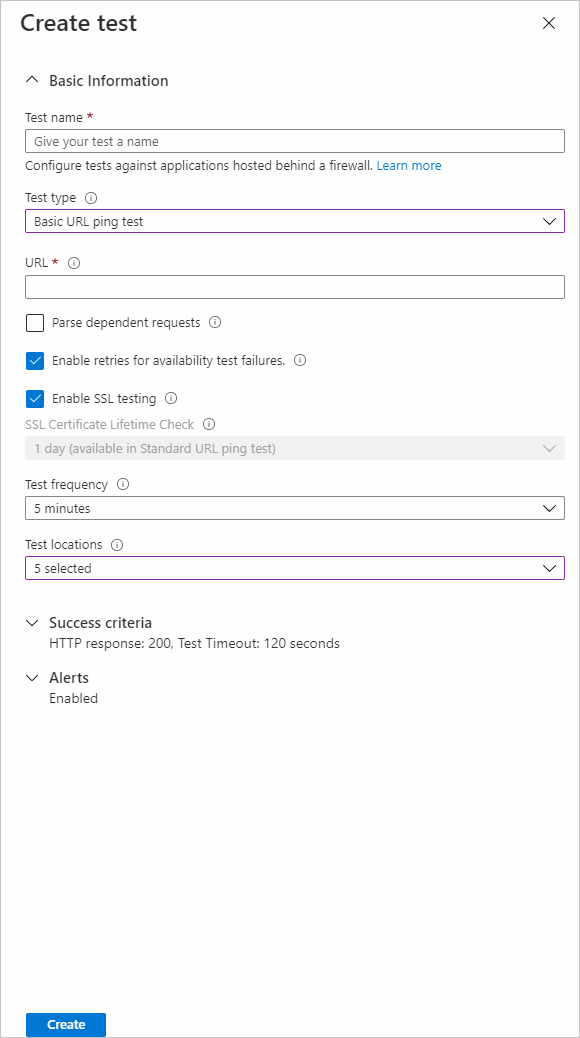 Create test
Basic Information
Test name *
Give your test a name
Configure tests against applications hosted behind a firewall. Learn more
Test type
Basic URL ping test
URL *
Parse dependent requests
Enable retries for availability test failures.
Enable SSL testing
SSL Certificate Lifetime Check
1 day (available in Standard URL ping test)
Test frequency
5 minutes
Test locations
5 selected
Success criteria
HTTP response: 200, Test Timeout: 120 seconds
Alerts
Enabled
Create